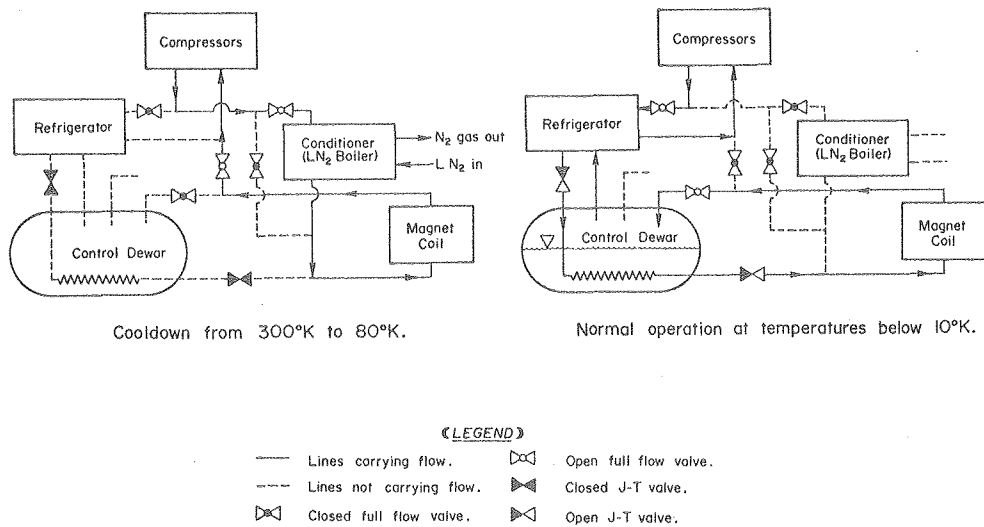 Compressors
Refrigerator
Conditioner
(LN₂ Boiler)
N₂ gas out
L N₂ in
Control Dewar
Magnet
Coil
Cooldown from 300°K to 80°K.
Compressors
Refrigerator
Conditioner
(LN₂ Boiler)
Control Dewar
Magnet
Coil
Normal operation at temperatures below 10°K.
(LEGEND)
Lines carrying flow.
Open full flow valve.
Lines not carrying flow.
Closed J-T valve.
Closed full flow valve.
Open J-T valve.